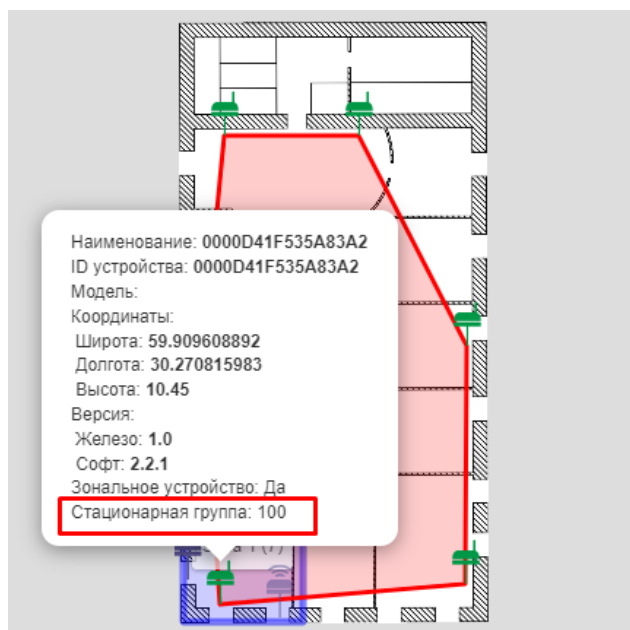 Наименование: 0000D41F535A83A2
ID устройства: 0000D41F535A83A2
Модель:
Координаты:
Широта: 59.909608892
Долгота: 30.270815983
Высота: 10.45
Версия:
Железо: 1.0
Софт: 2.2.1
Зональное устройство: Да
Стационарная группа: 100